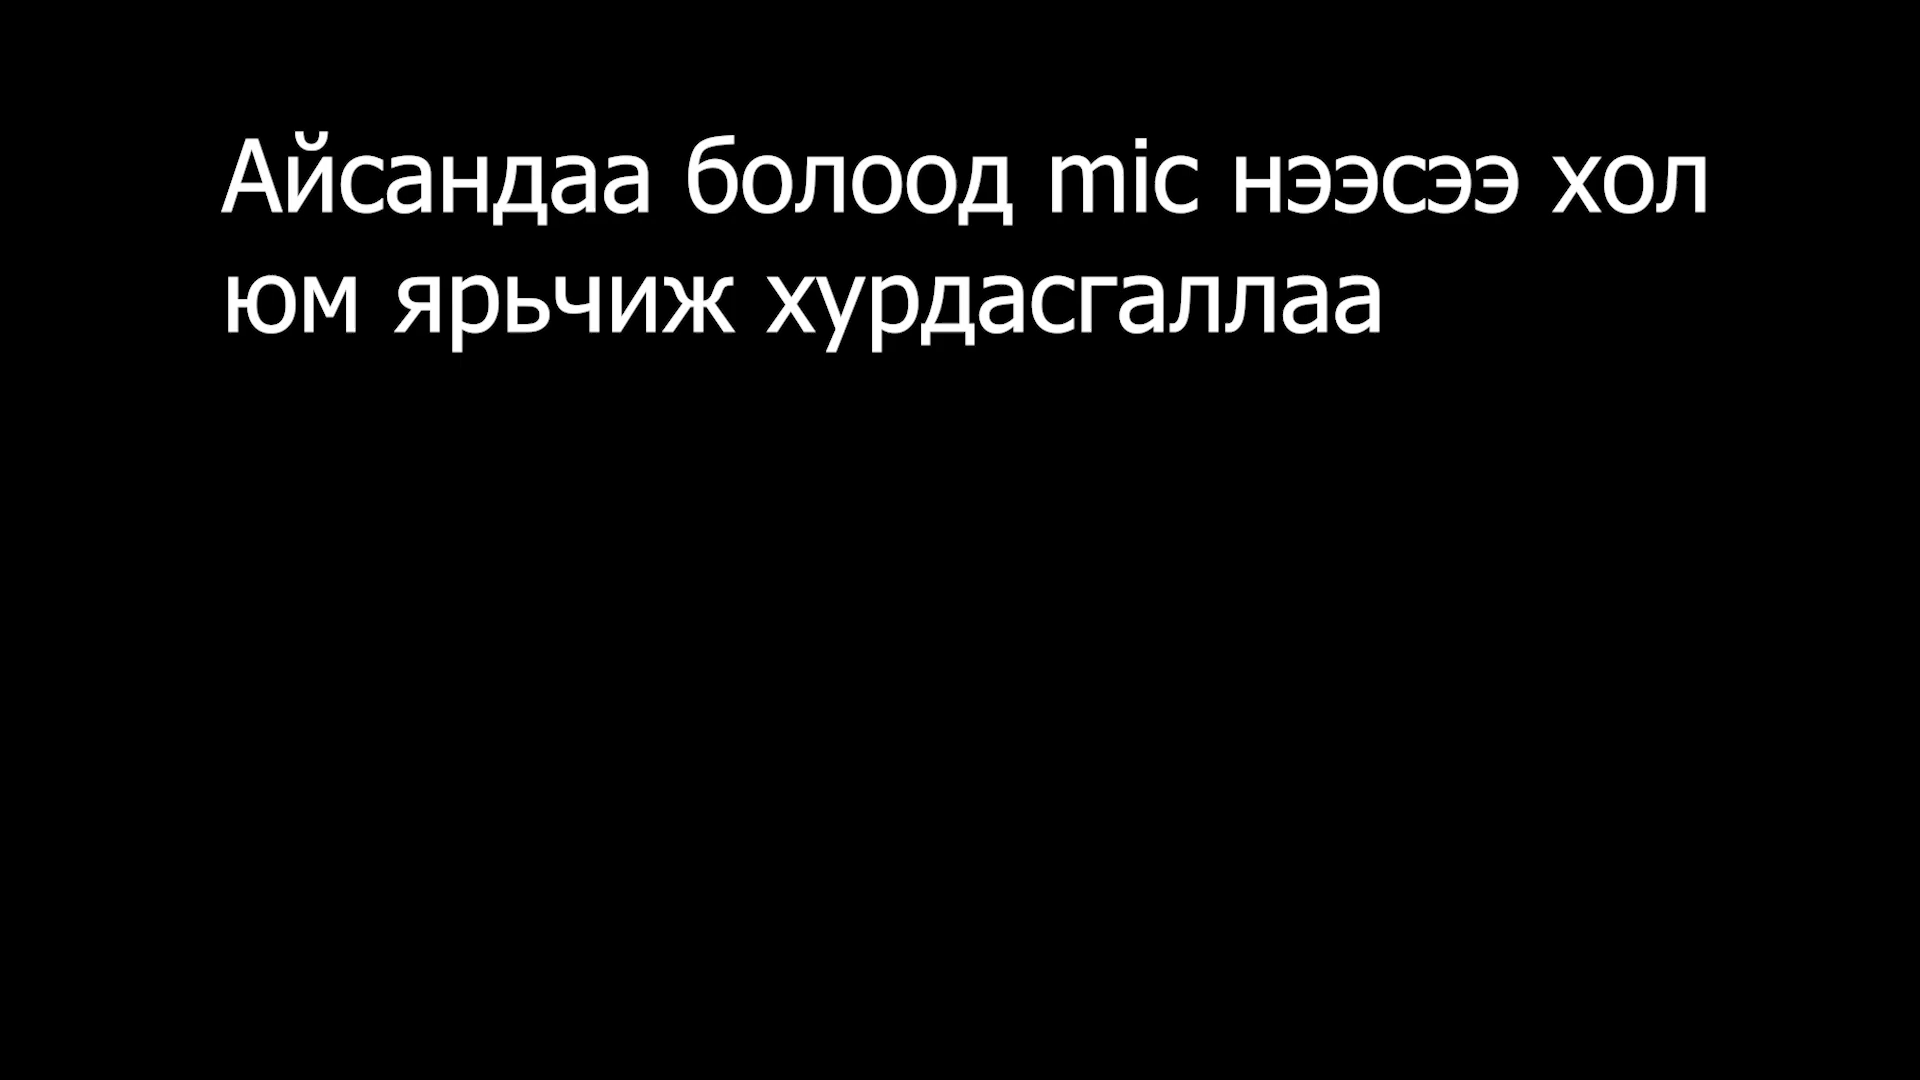 Айсандаа болоод mic нээсээ хол
юм ярьчиж хурдасгаллаа